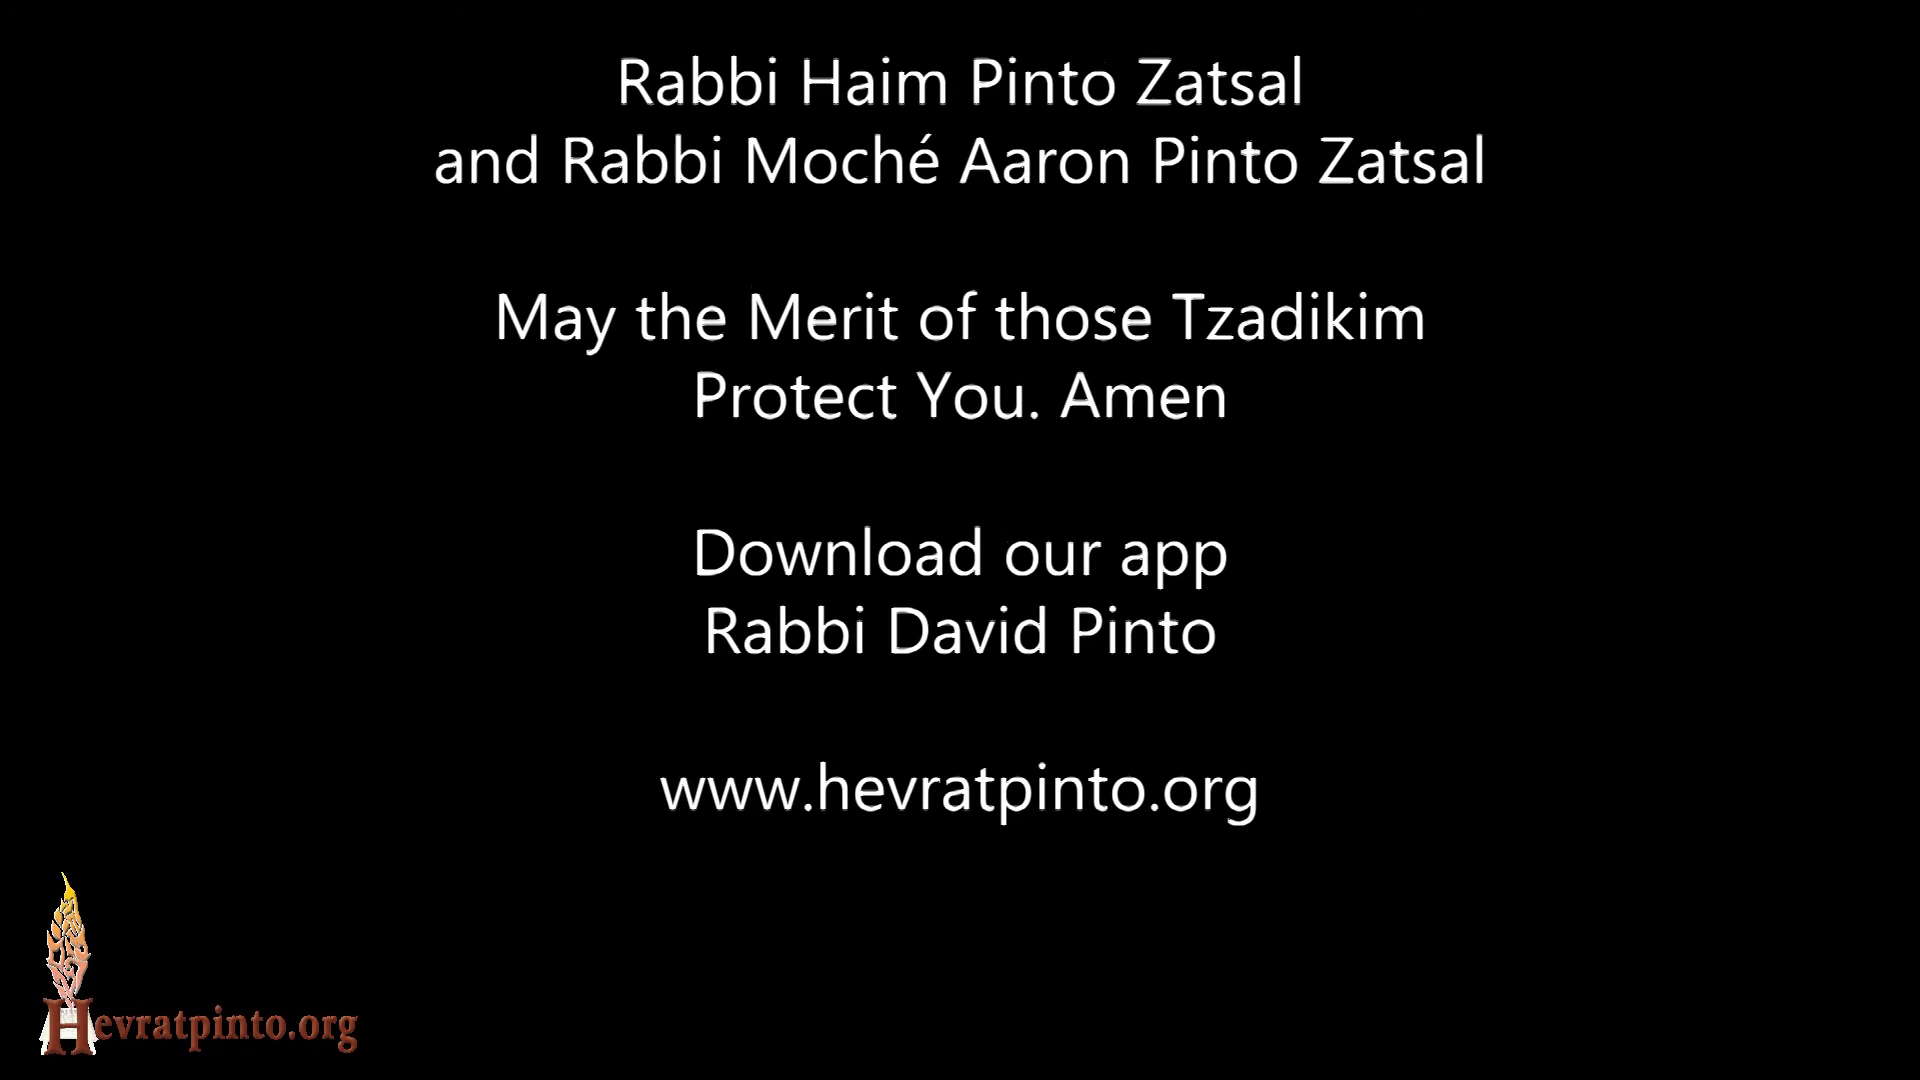 Rabbi Haim Pinto Zatsal
and Rabbi Moché Aaron Pinto Zatsal
May the Merit of those Tzadikim
Protect You. Amen
Download our app
Rabbi David Pinto
www.hevratpinto.org
Hevratpinto.org